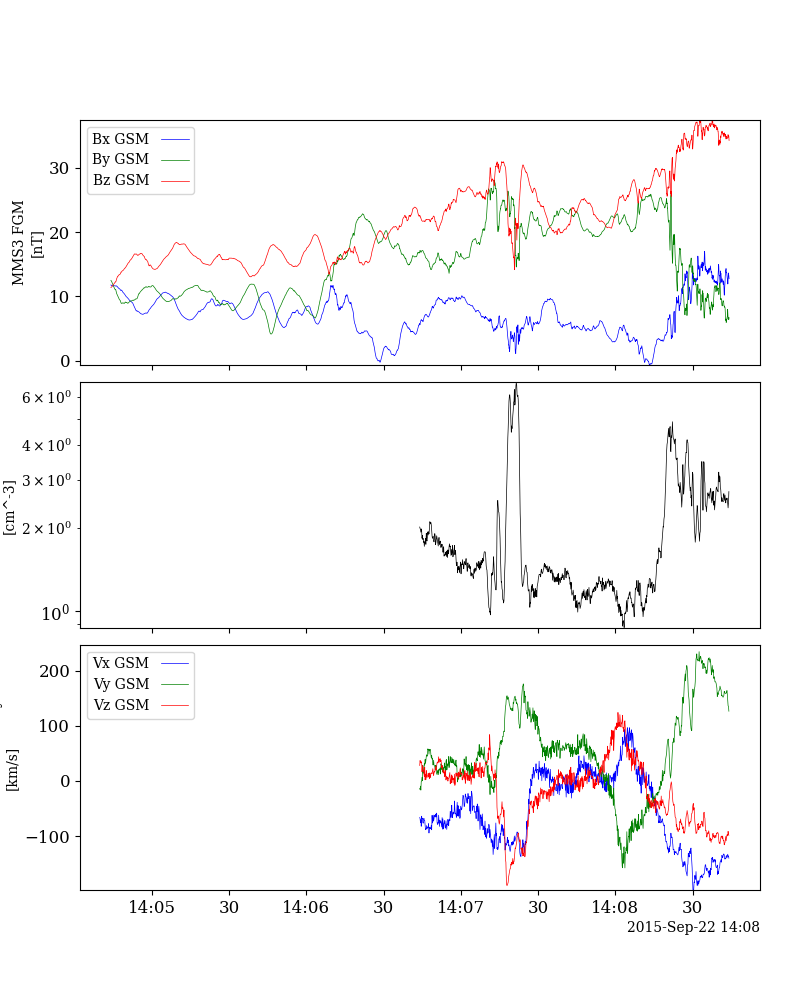 MMS3 FGM
[nT]
Bx GSM
By GSM
Bz GSM
30
20
10
0
[cm^-3]
6 × 10⁰
4 × 10⁰
3 × 10⁰
2 × 10⁰
10⁰
[km/s]
Vx GSM
Vy GSM
Vz GSM
200
100
0
−100
14:05 30 14:06 30 14:07 30 14:08 30
2015-Sep-22 14:08